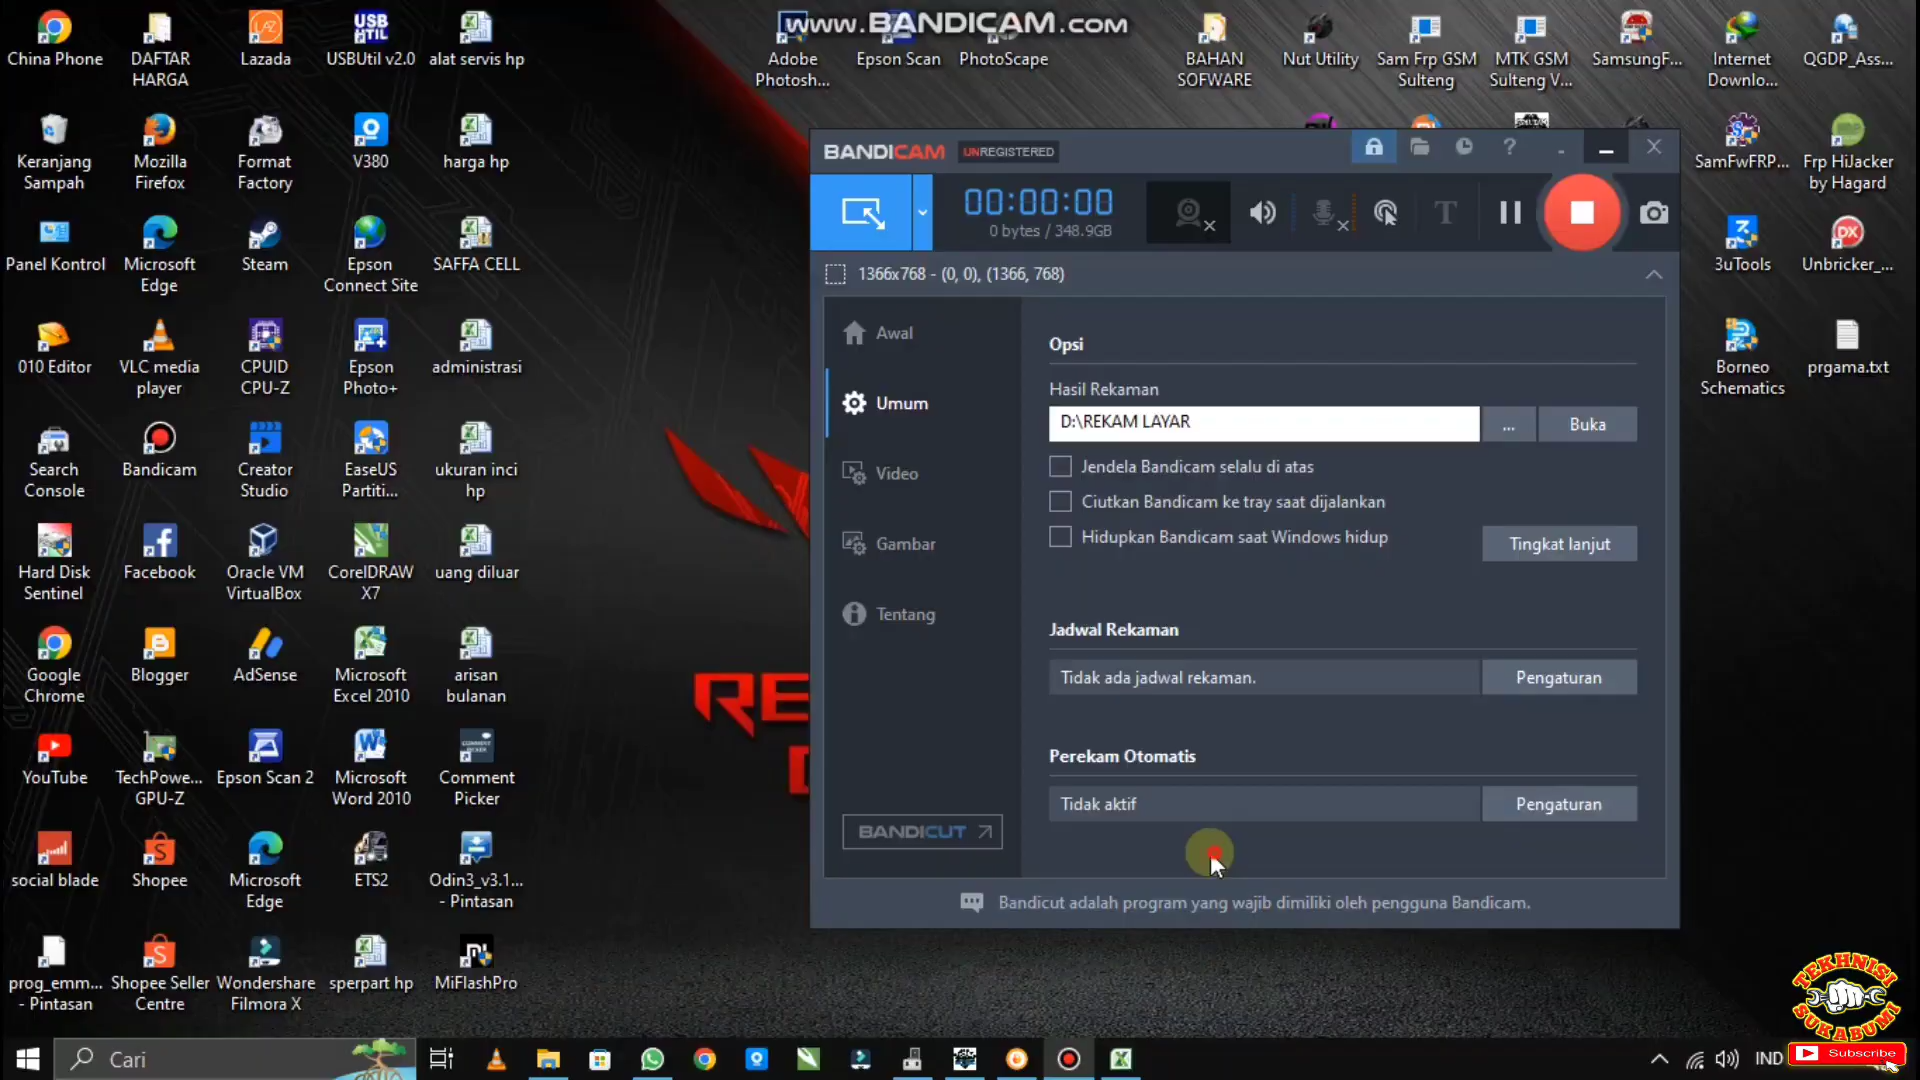 www.BANDICAM.com
China Phone
DAFTAR
HARGA
Lazada
USBUtil v2.0
alat servis hp
Adobe
Photosh...
Epson Scan
PhotoScape
BAHAN
SOFWARE
Nut Utility
Sam Frp GSM
Sulteng
MTK GSM
Sulteng V...
SamsungF...
Internet
Downlo...
QGDP_Ass...
Keranjang
Sampah
Mozilla
Firefox
Format
Factory
V380
harga hp
SamFwFRP...
Frp HiJacker
by Hagard
Panel Kontrol
Microsoft
Edge
Steam
Epson
Connect Site
SAFFA CELL
3uTools
Unbricker_...
010 Editor
VLC media
player
CPUID
CPU-Z
Epson
Photo+
administrasi
Borneo
Schematics
prgama.txt
Search
Console
Bandicam
Creator
Studio
EaseUS
Partiti...
ukuran inci
hp
Hard Disk
Sentinel
Facebook
Oracle VM
VirtualBox
CorelDRAW
X7
uang diluar
Google
Chrome
Blogger
AdSense
Microsoft
Excel 2010
arisan
bulanan
YouTube
TechPowe...
GPU-Z
Epson Scan 2
Microsoft
Word 2010
Comment
Picker
social blade
Shopee
Microsoft
Edge
ETS2
Odin3_v3.1...
- Pintasan
prog_emm...
- Pintasan
Shopee Seller
Centre
Wondershare
Filmora X
sperpart hp
MiFlashPro
BANDICAM UNREGISTERED
00:00:00
0 bytes / 348.9GB
1366x768 - (0, 0), (1366, 768)
Awal
Umum
Video
Gambar
Tentang
BANDICUT
Opsi
Hasil Rekaman
D:\REKAM LAYAR ... Buka
Jendela Bandicam selalu di atas
Ciutkan Bandicam ke tray saat dijalankan
Hidupkan Bandicam saat Windows hidup
Tingkat lanjut
Jadwal Rekaman
Tidak ada jadwal rekaman. Pengaturan
Perekam Otomatis
Tidak aktif Pengaturan
Bandicut adalah program yang wajib dimiliki oleh pengguna Bandicam.
TEKHNISI
SUKABUMI
Subscribe
Cari
IND